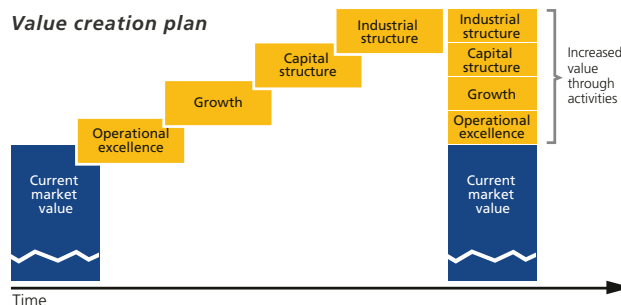 Value creation plan
Industrial
structure
Capital
structure
Growth
Operational
excellence
Current
market
value
Industrial
structure
Capital
structure
Growth
Operational
excellence
Current
market
value
Increased
value
through
activities
Time